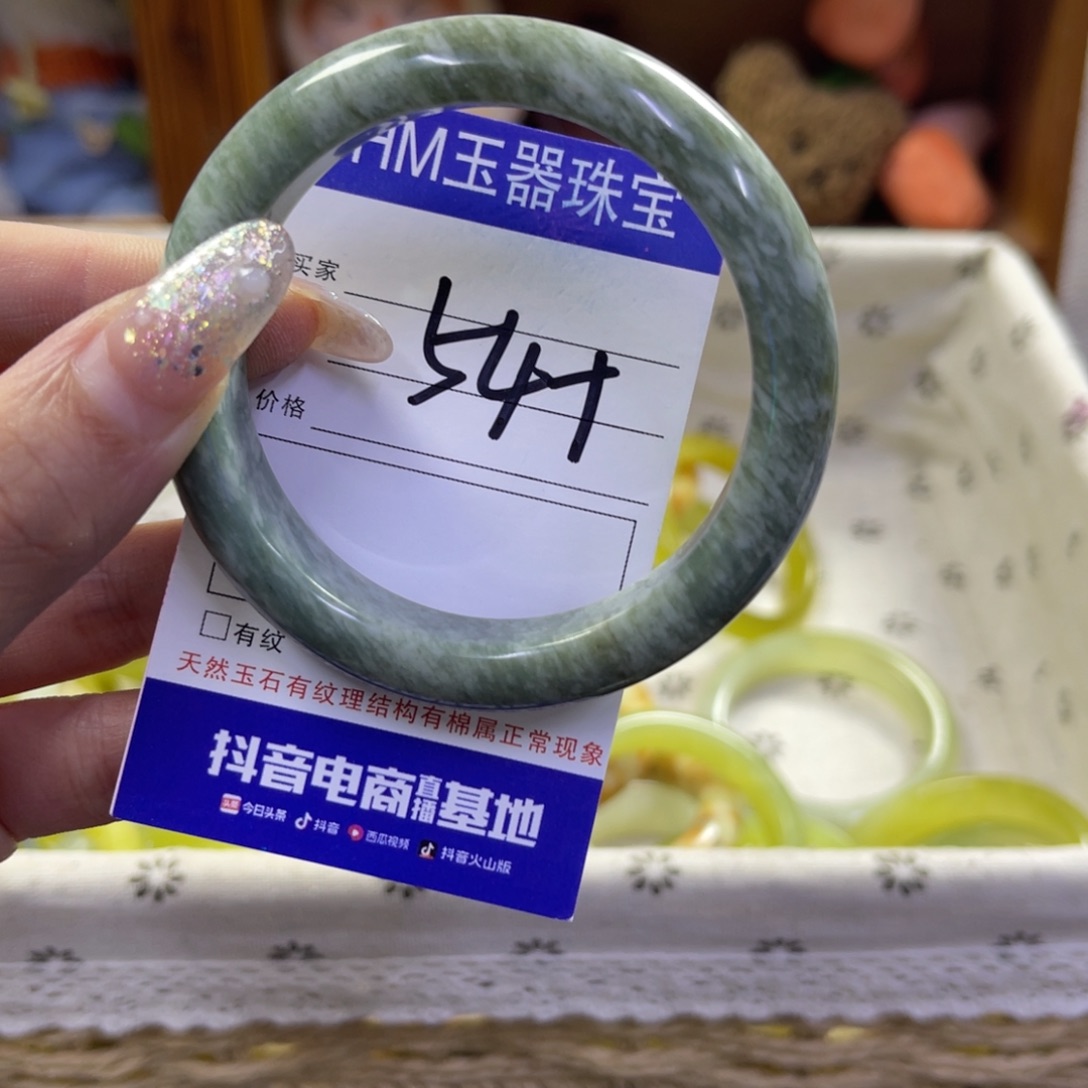 HM玉器珠宝
买家
541
价格
有纹
天然玉石有纹理结构有棉属正常现象
抖音电商直播基地
头条 今日头条 抖音 西瓜视频 抖音火山版